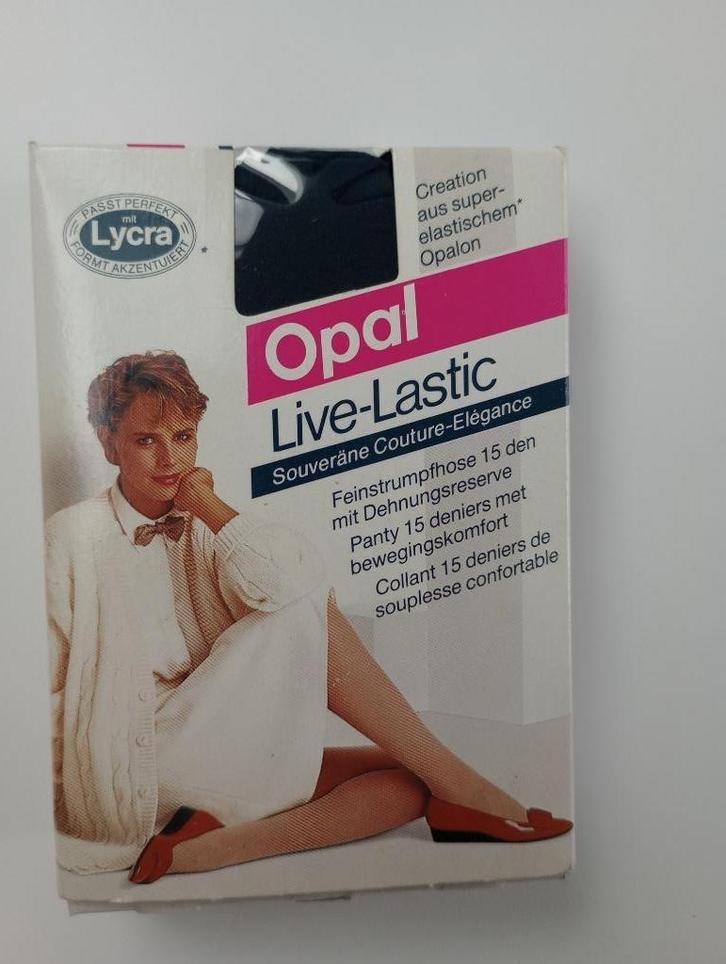 PASST PERFEKT
mit
Lycra
FORMT AKZENTUIERT
*
Creation
aus super-
elastischem*
Opalon
Opal
Live-Lastic
Souveräne Couture-Elégance
Feinstrumpfhose 15 den
mit Dehnungsreserve
Panty 15 deniers met
bewegingskomfort
Collant 15 deniers de
souplesse confortable